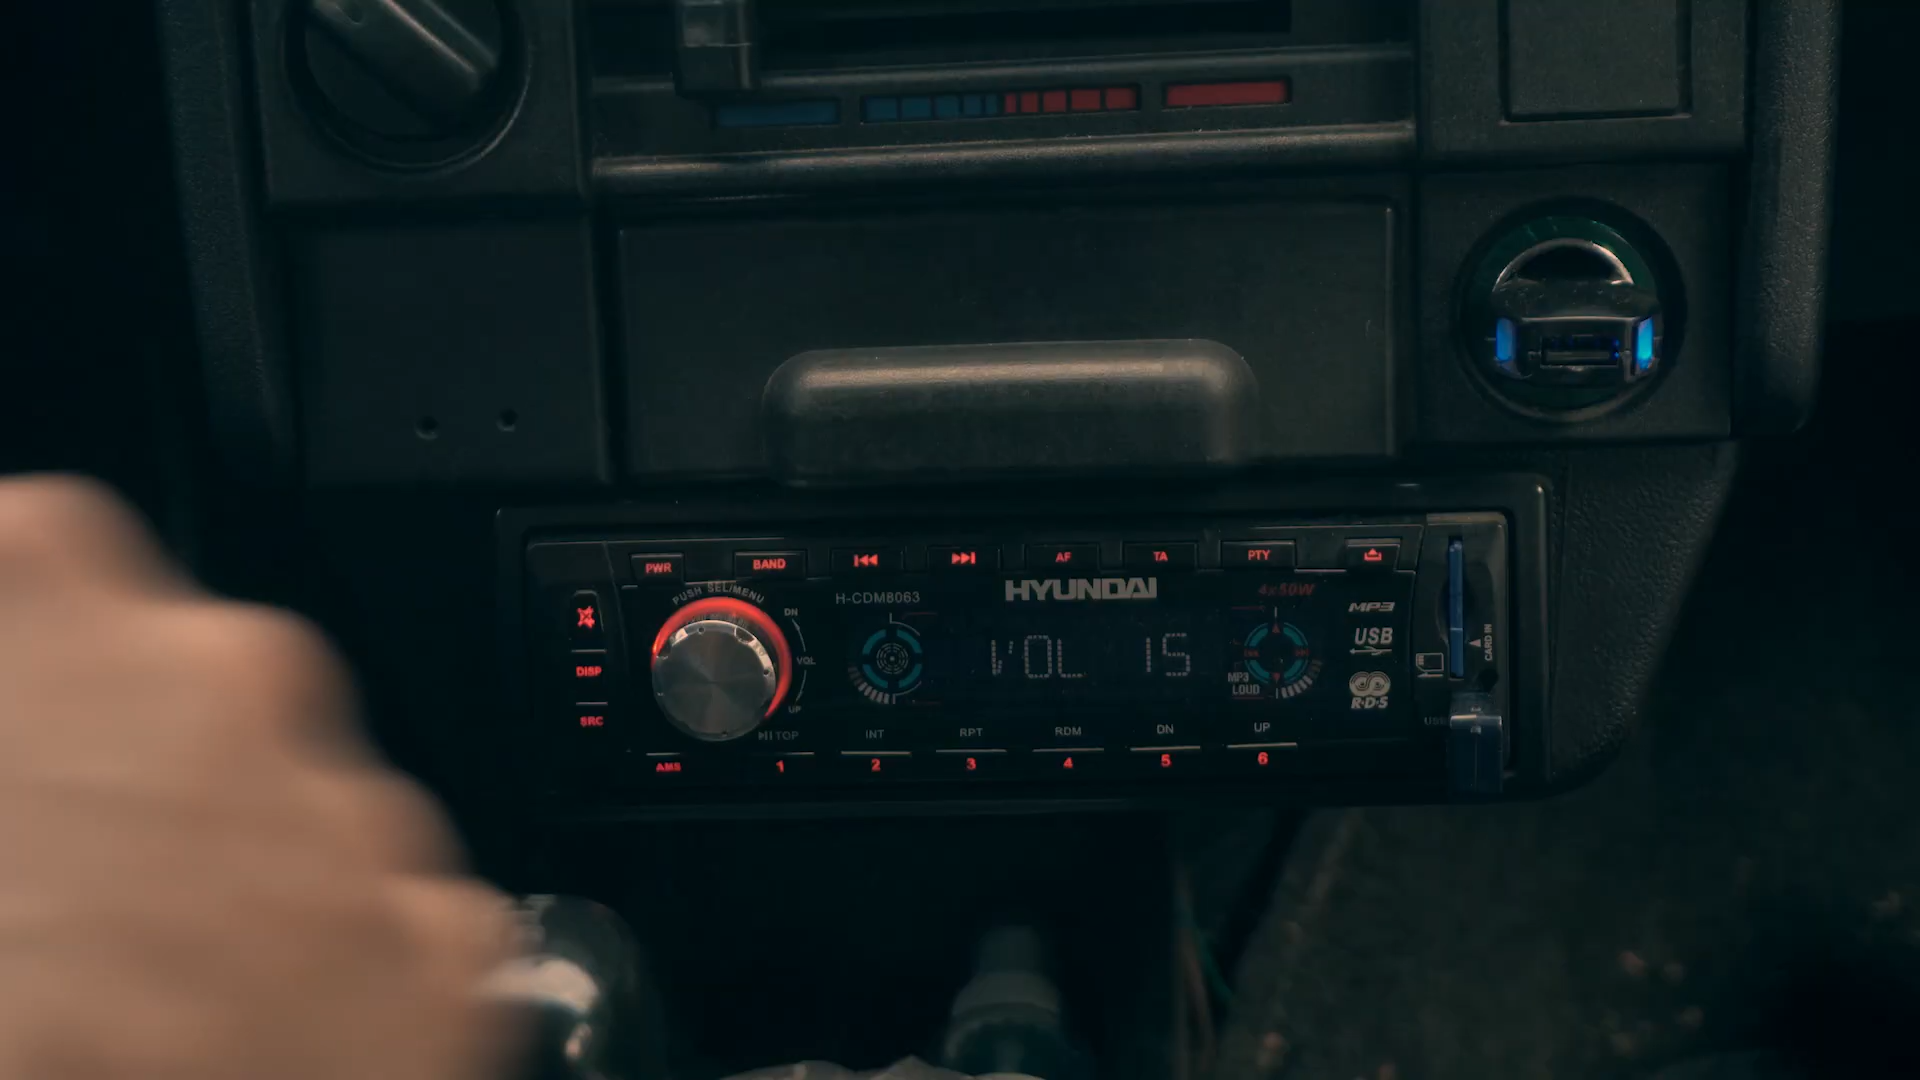 PWR BAND AF TA PTY
PUSH SEL/MENU
H-CDM8063
HYUNDAI
4x50W
MP3
DN
VOL
UP
USB
VOL 15
CARD IN
DISP
MP3
LOUD
R·D·S
SRC
USB
TOP INT RPT RDM DN UP
AMS 1 2 3 4 5 6